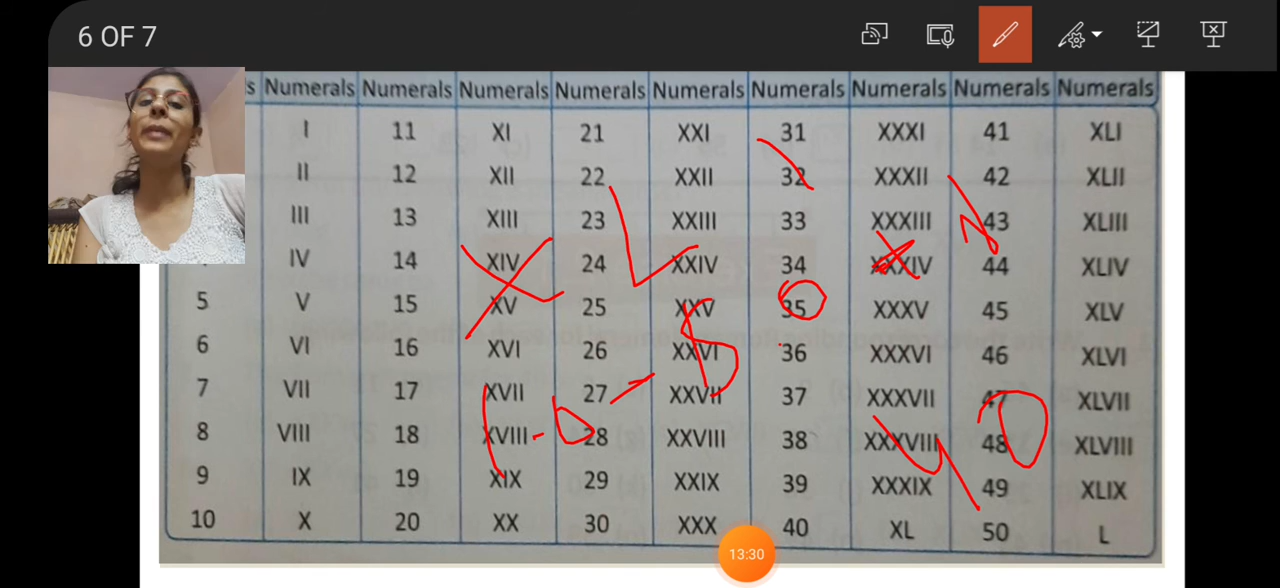 6 OF 7
s Numerals Numerals Numerals Numerals Numerals Numerals Numerals Numerals Numerals
I 11 XI 21 XXI 31 XXXI 41 XLI
II 12 XII 22 XXII 32 XXXII 42 XLII
III 13 XIII 23 XXIII 33 XXXIII 43 XLIII
IV 14 XIV 24 XXIV 34 XXXIV 44 XLIV
5 V 15 XV 25 XXV 35 XXXV 45 XLV
6 VI 16 XVI 26 XXVI 36 XXXVI 46 XLVI
7 VII 17 XVII 27 XXVII 37 XXXVII 47 XLVII
8 VIII 18 XVIII 28 XXVIII 38 XXXVIII 48 XLVIII
9 IX 19 XIX 29 XXIX 39 XXXIX 49 XLIX
10 X 20 XX 30 XXX 40 XL 50 L
13:30